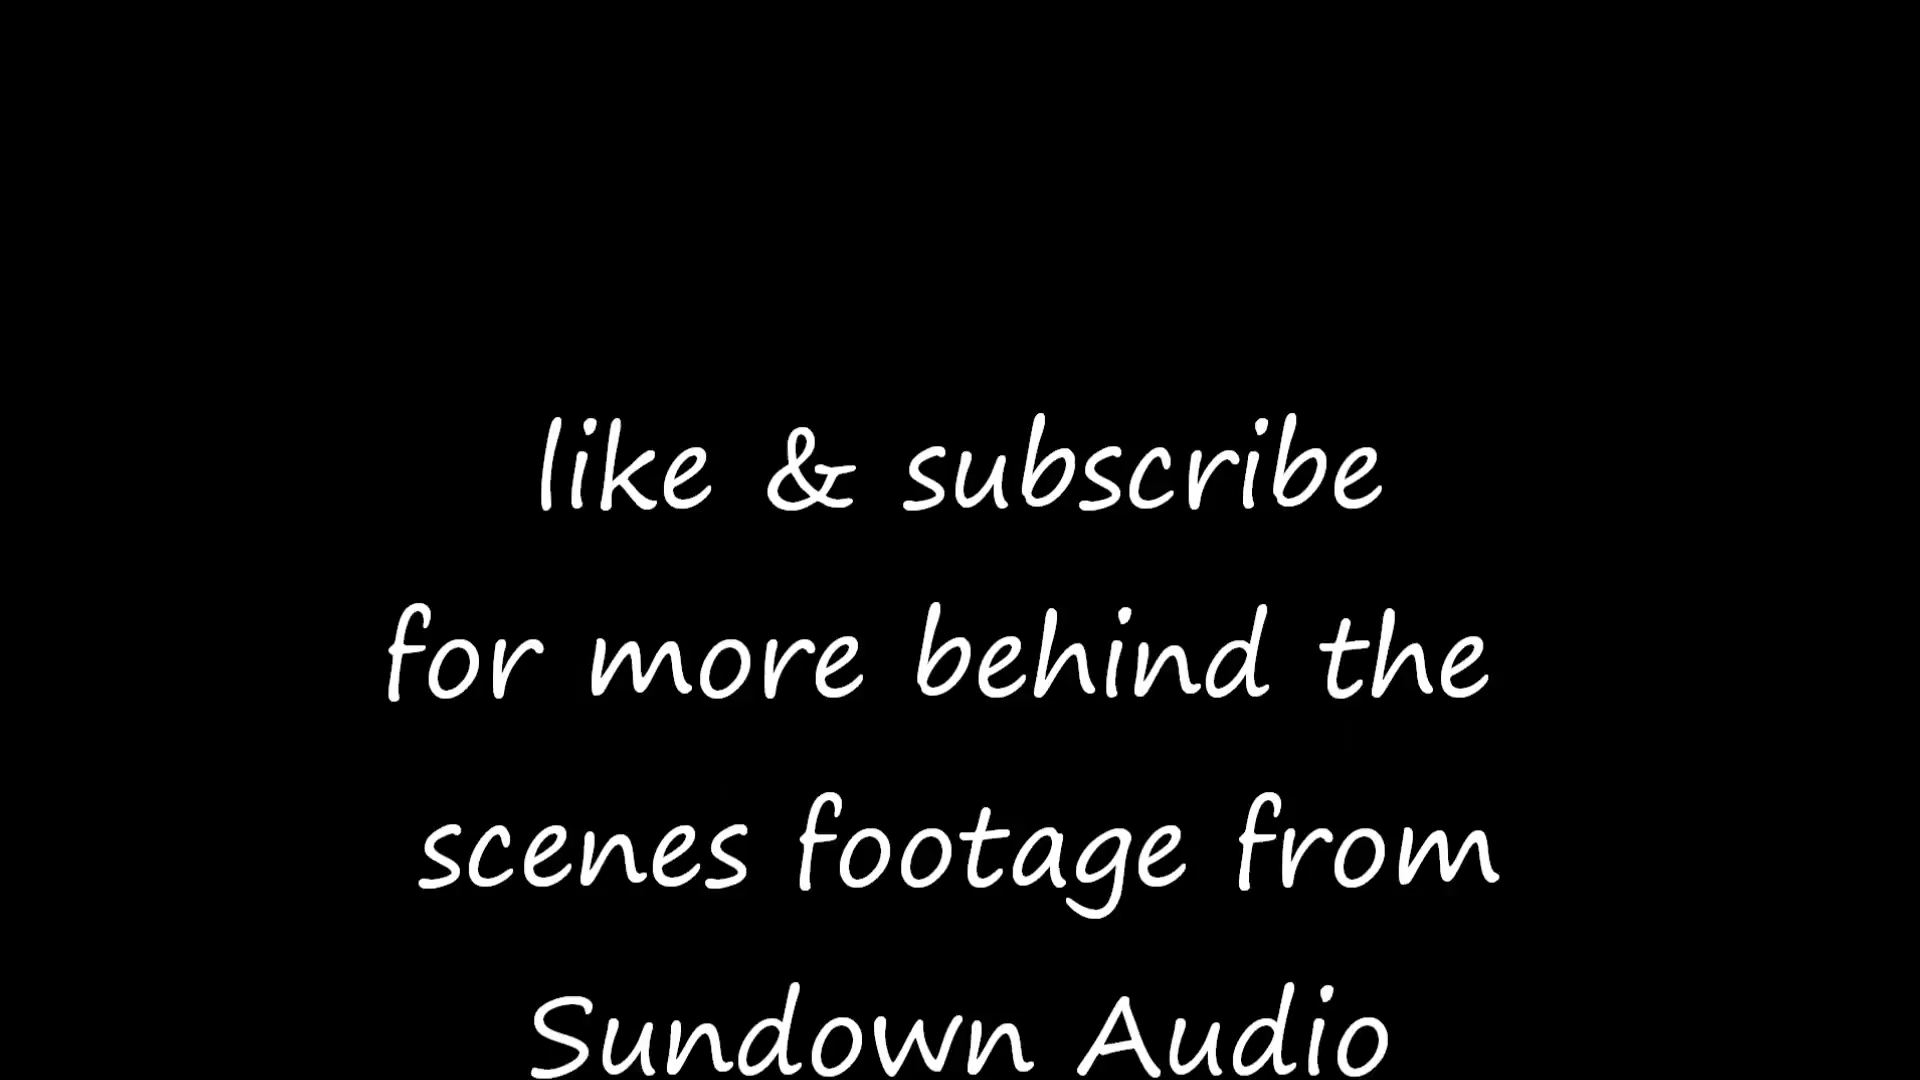 like & subscribe
for more behind the
scenes footage from
Sundown Audio